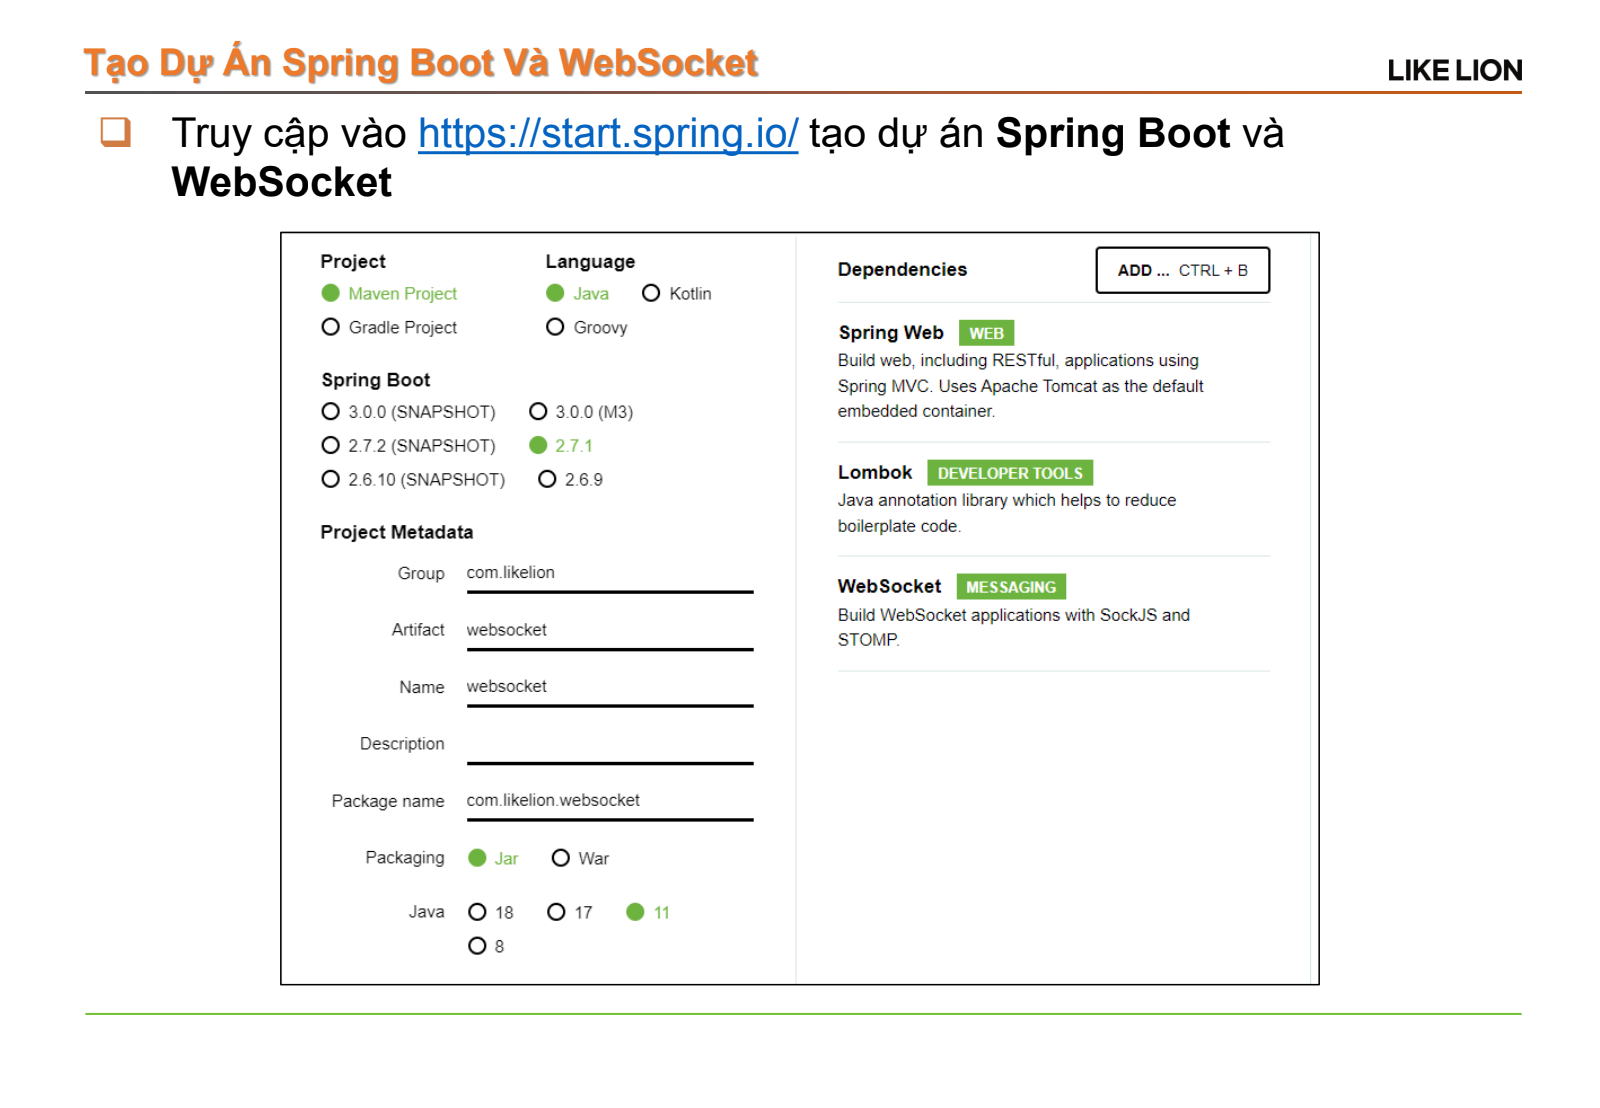 Tạo Dự Án Spring Boot Và WebSocket
LIKE LION
Truy cập vào https://start.spring.io/ tạo dự án Spring Boot và
WebSocket
Project
Language
Maven Project
Java
Kotlin
Gradle Project
Groovy
Spring Boot
3.0.0 (SNAPSHOT)
3.0.0 (M3)
2.7.2 (SNAPSHOT)
2.7.1
2.6.10 (SNAPSHOT)
2.6.9
Project Metadata
Group com.likelion
Artifact websocket
Name websocket
Description
Package name com.likelion.websocket
Packaging Jar War
Java 18 17 11
8
Dependencies
ADD ... CTRL + B
Spring Web WEB
Build web, including RESTful, applications using
Spring MVC. Uses Apache Tomcat as the default
embedded container.
Lombok DEVELOPER TOOLS
Java annotation library which helps to reduce
boilerplate code.
WebSocket MESSAGING
Build WebSocket applications with SockJS and
STOMP.